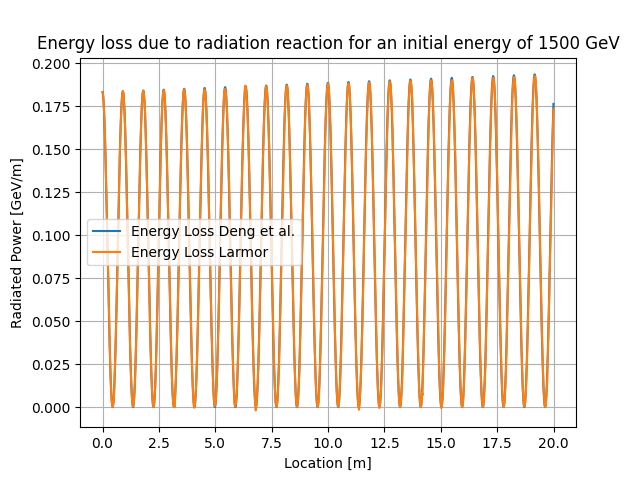 Energy loss due to radiation reaction for an initial energy of 1500 GeV
0.200
0.175
0.150
0.125
0.100
0.075
0.050
0.025
0.000
Radiated Power [GeV/m]
Energy Loss Deng et al.
Energy Loss Larmor
0.0 2.5 5.0 7.5 10.0 12.5 15.0 17.5 20.0
Location [m]